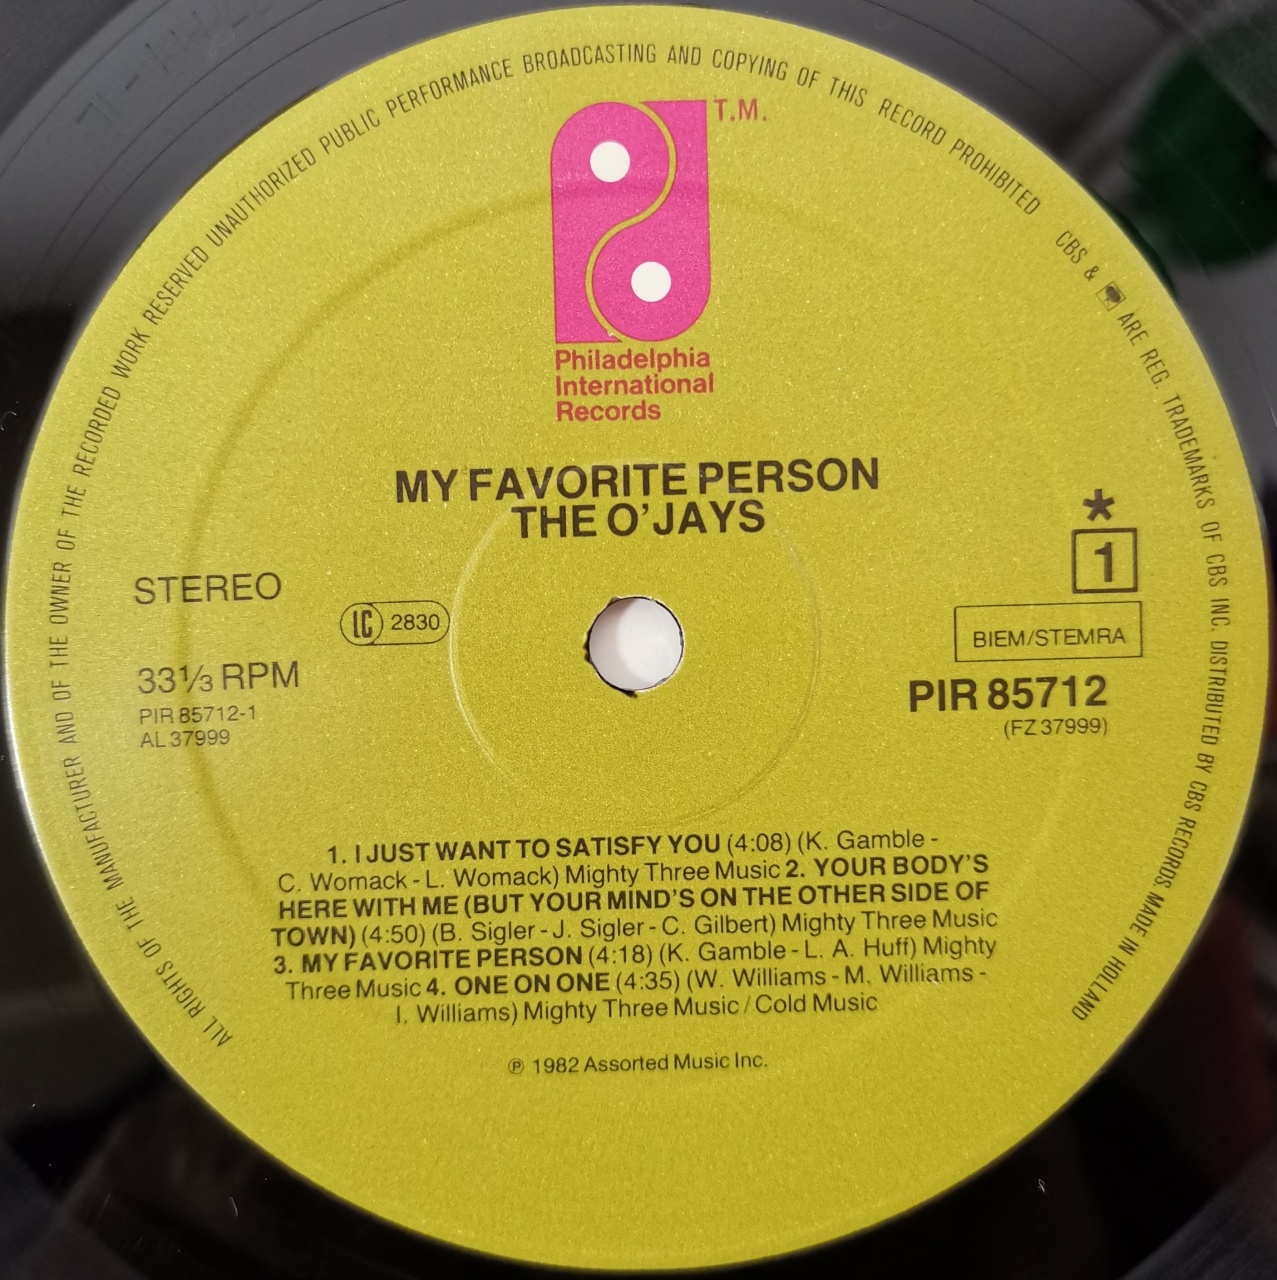 ALL RIGHTS OF THE MANUFACTURER AND OF THE OWNER OF THE RECORDED WORK RESERVED UNAUTHORIZED PUBLIC PERFORMANCE BROADCASTING AND COPYING OF THIS RECORD PROHIBITED
CBS & ARE REG. TRADEMARKS OF CBS INC. DISTRIBUTED BY CBS RECORDS MADE IN HOLLAND
T.M.
Philadelphia
International
Records
MY FAVORITE PERSON
THE O'JAYS
STEREO
LC 2830
33⅓ RPM
PIR 85712-1
AL 37999
*
1
BIEM/STEMRA
PIR 85712
(FZ 37999)
1. I JUST WANT TO SATISFY YOU (4:08) (K. Gamble -
C. Womack - L. Womack) Mighty Three Music 2. YOUR BODY'S
HERE WITH ME (BUT YOUR MIND'S ON THE OTHER SIDE OF
TOWN) (4:50) (B. Sigler - J. Sigler - C. Gilbert) Mighty Three Music
3. MY FAVORITE PERSON (4:18) (K. Gamble - L. A. Huff) Mighty
Three Music 4. ONE ON ONE (4:35) (W. Williams - M. Williams -
I. Williams) Mighty Three Music / Cold Music
℗ 1982 Assorted Music Inc.